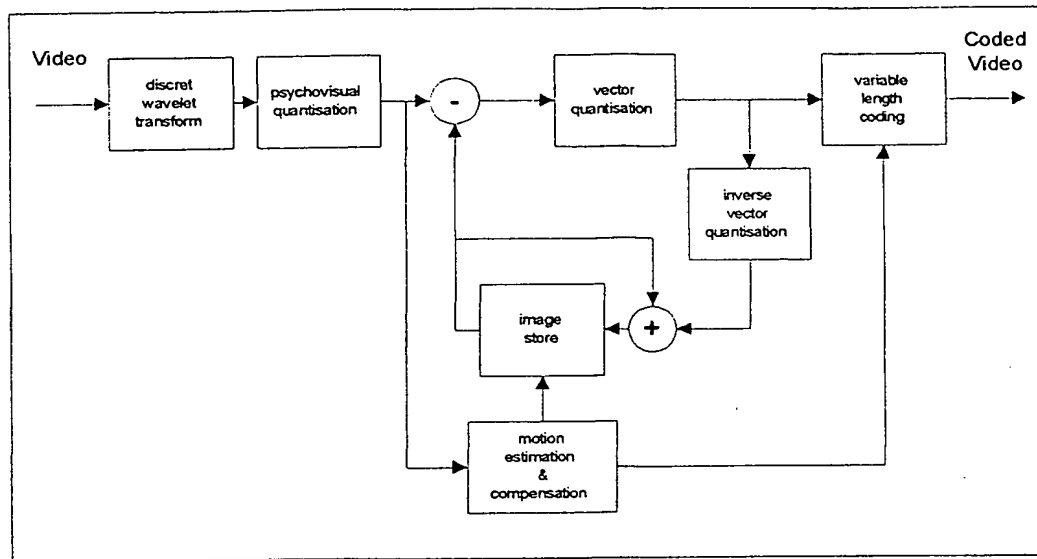 Video
discret
wavelet
transform
psychovisual
quantisation
-
vector
quantisation
variable
length
coding
Coded
Video
inverse
vector
quantisation
image
store
+
motion
estimation
&
compensation